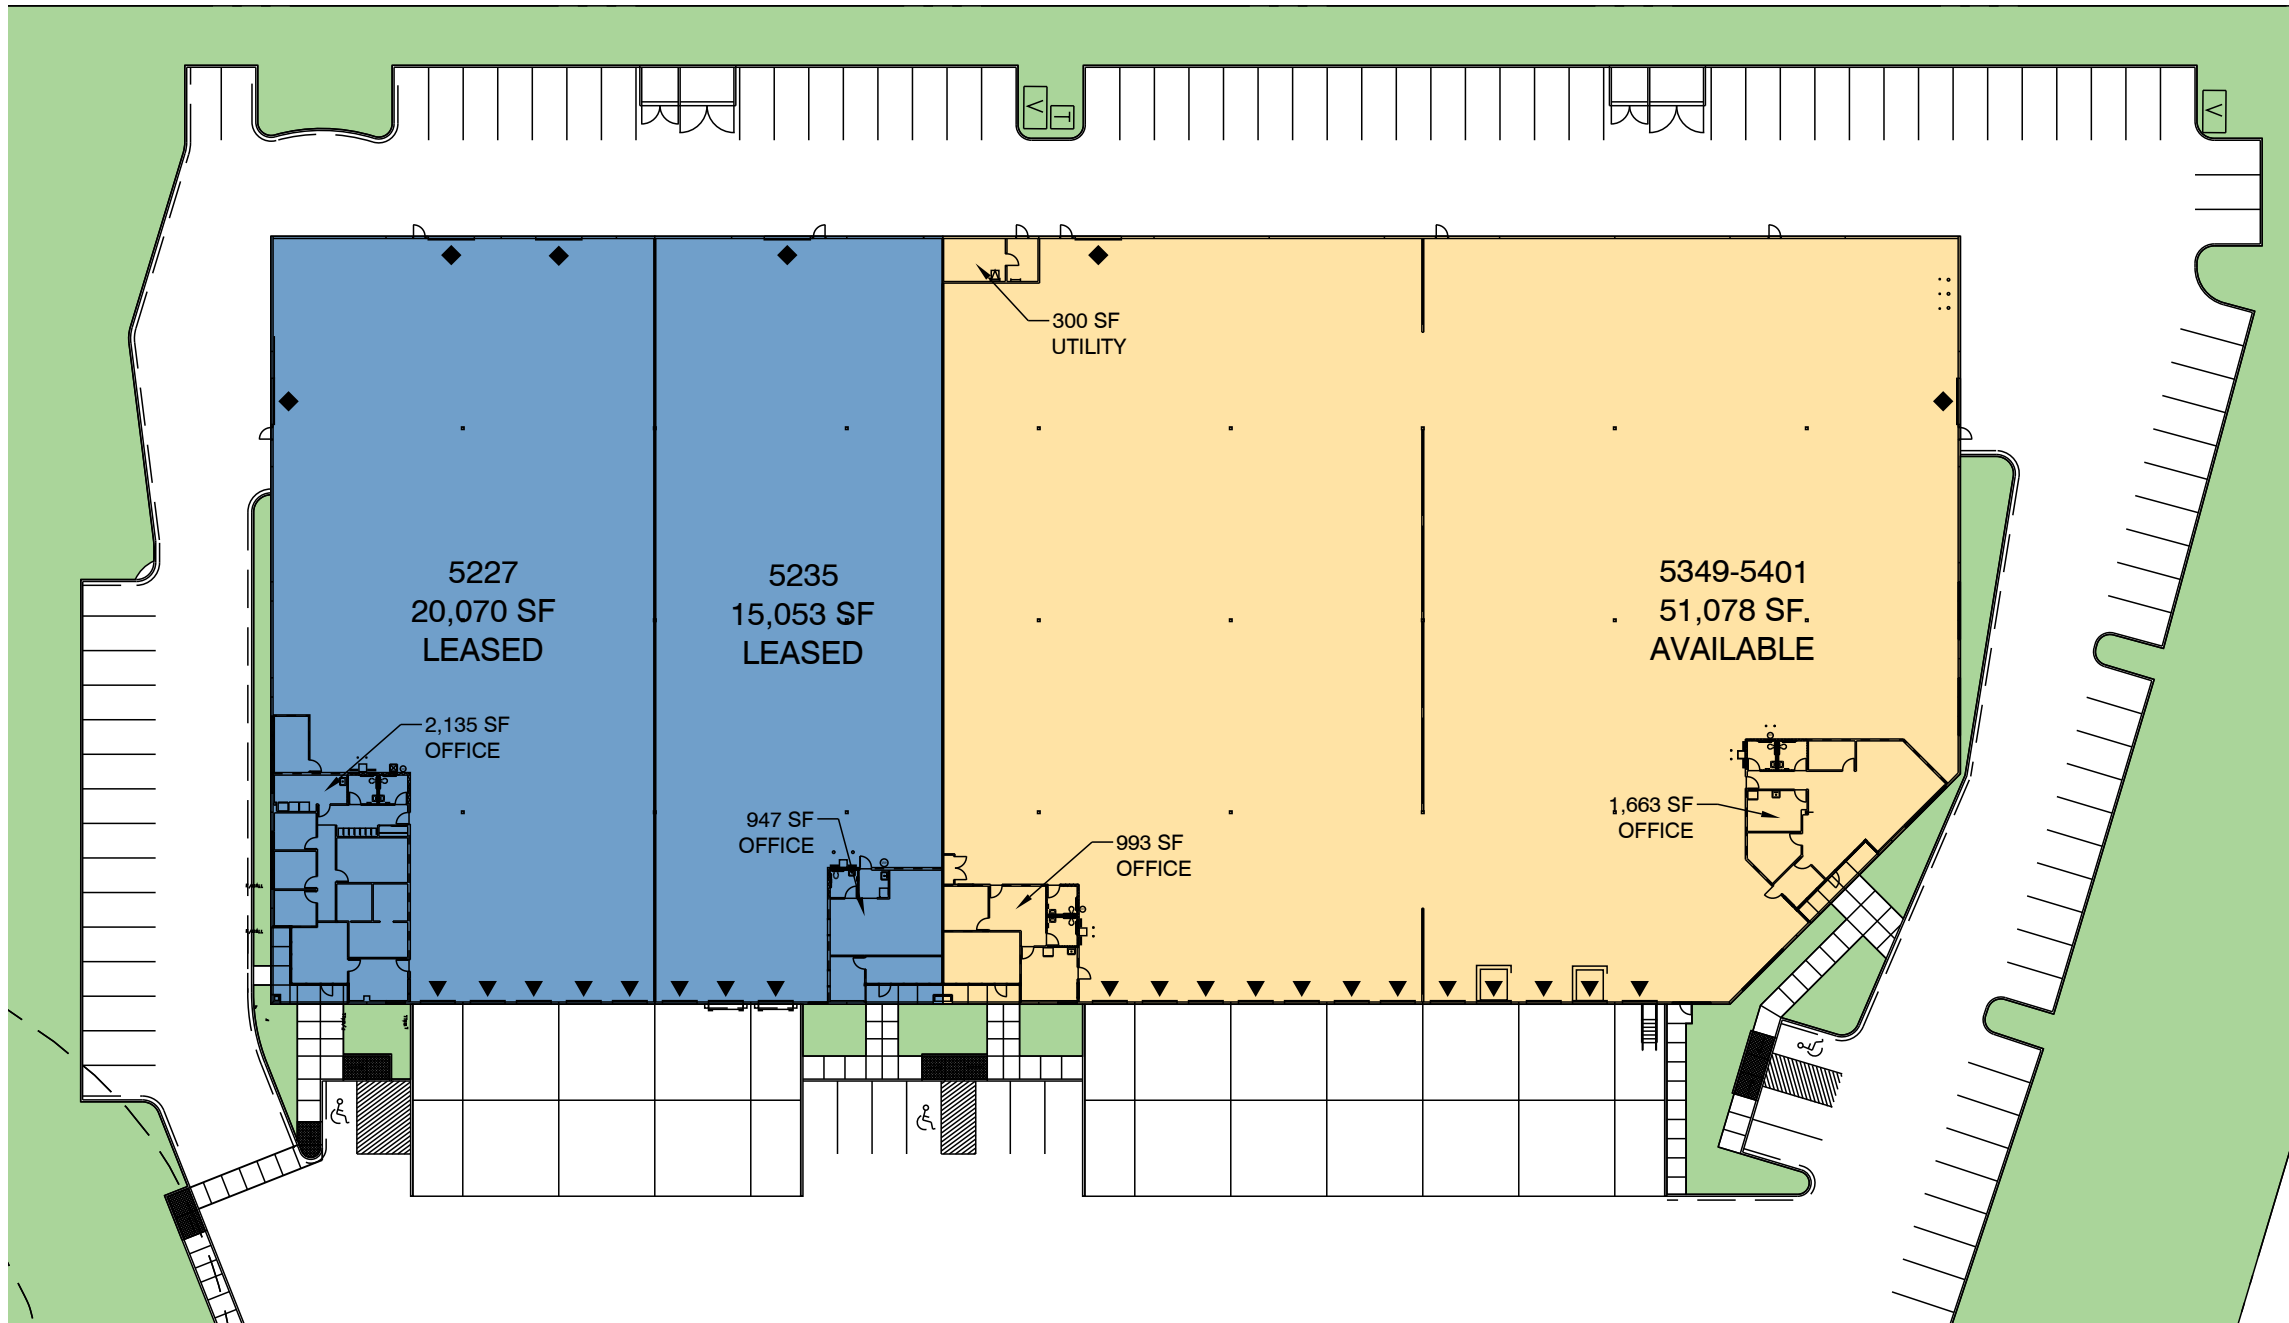 V
T
V
300 SF
UTILITY
5227
20,070 SF
LEASED
5235
15,053 SF
LEASED
5349-5401
51,078 SF.
AVAILABLE
2,135 SF
OFFICE
947 SF
OFFICE
993 SF
OFFICE
1,663 SF
OFFICE